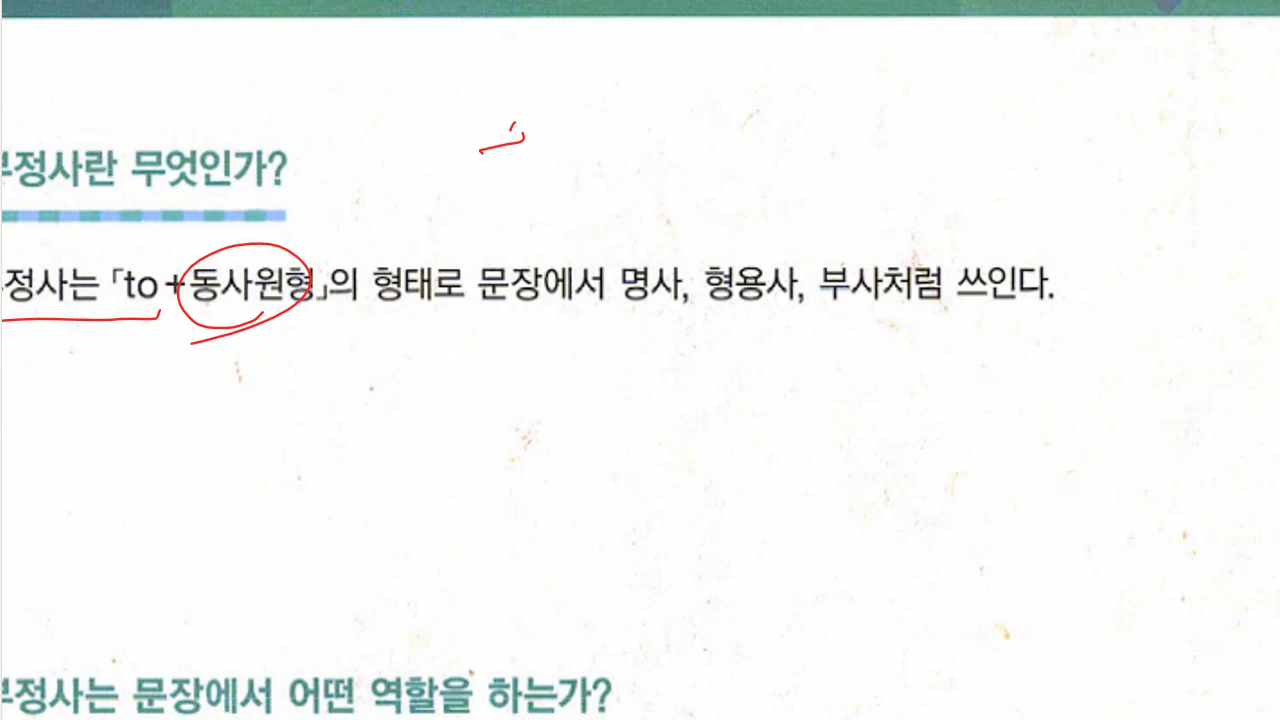 부정사란 무엇인가?
정사는 「to+동사원형」의 형태로 문장에서 명사, 형용사, 부사처럼 쓰인다.
부정사는 문장에서 어떤 역할을 하는가?